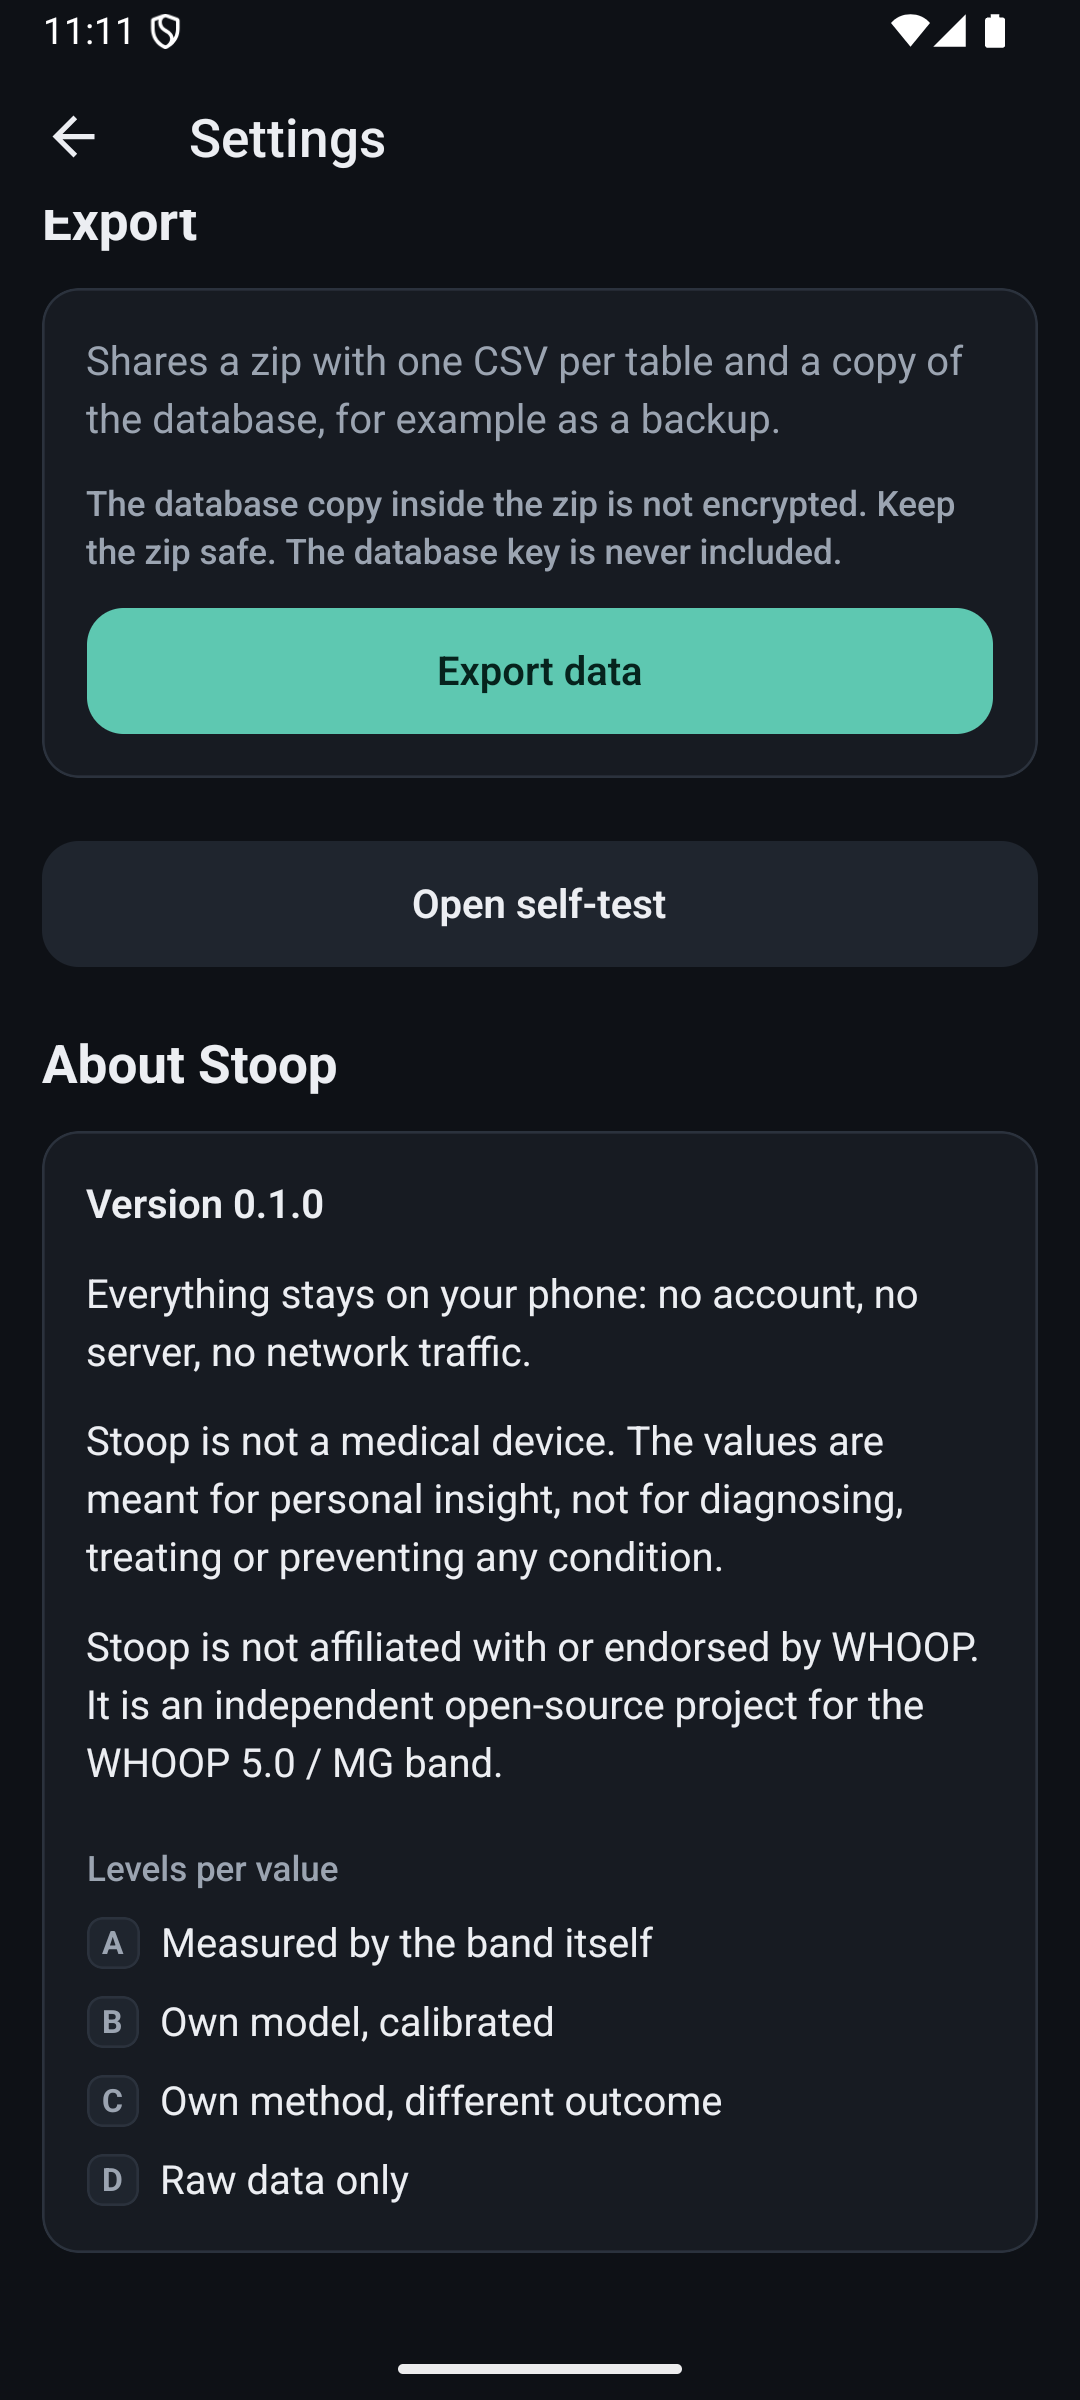 11:11
Settings
Export
Shares a zip with one CSV per table and a copy of
the database, for example as a backup.
The database copy inside the zip is not encrypted. Keep
the zip safe. The database key is never included.
Export data
Open self-test
About Stoop
Version 0.1.0
Everything stays on your phone: no account, no
server, no network traffic.
Stoop is not a medical device. The values are
meant for personal insight, not for diagnosing,
treating or preventing any condition.
Stoop is not affiliated with or endorsed by WHOOP.
It is an independent open-source project for the
WHOOP 5.0 / MG band.
Levels per value
A Measured by the band itself
B Own model, calibrated
C Own method, different outcome
D Raw data only